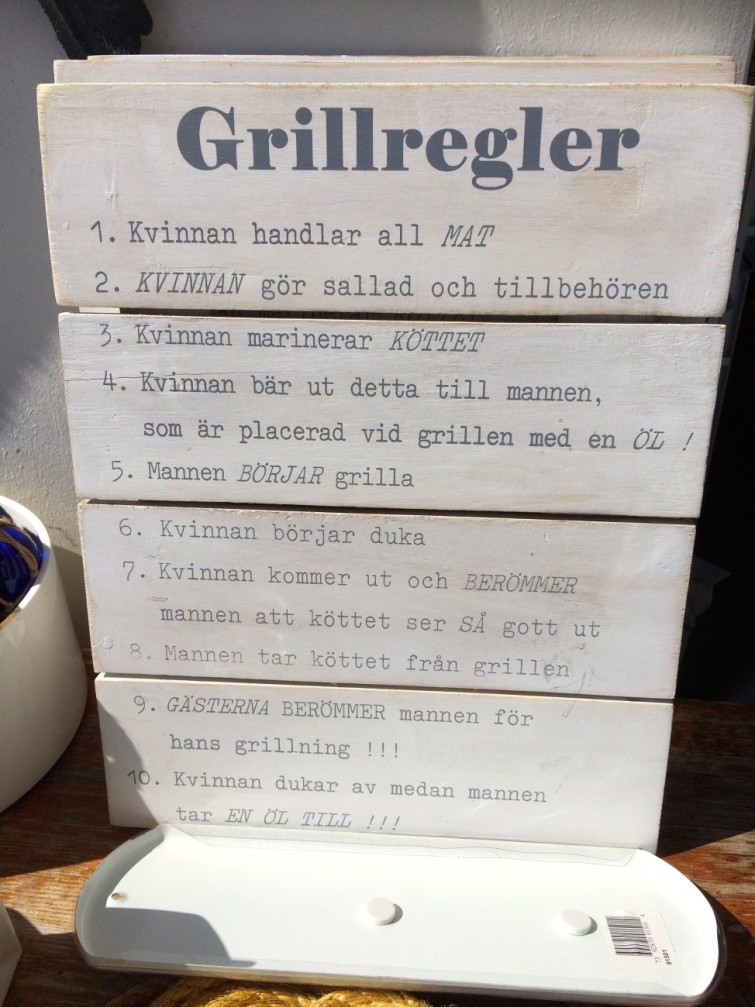 Grillregler
1. Kvinnan handlar all MAT
2. KVINNAN gör sallad och tillbehören
3. Kvinnan marinerar KÖTTET
4. Kvinnan bär ut detta till mannen,
som är placerad vid grillen med en ÖL !
5. Mannen BÖRJAR grilla
6. Kvinnan börjar duka
7. Kvinnan kommer ut och BERÖMMER
mannen att köttet ser SÅ gott ut
8. Mannen tar köttet från grillen
9. GÄSTERNA BERÖMMER mannen för
hans grillning !!!
10. Kvinnan dukar av medan mannen
tar EN ÖL TILL !!!
91501